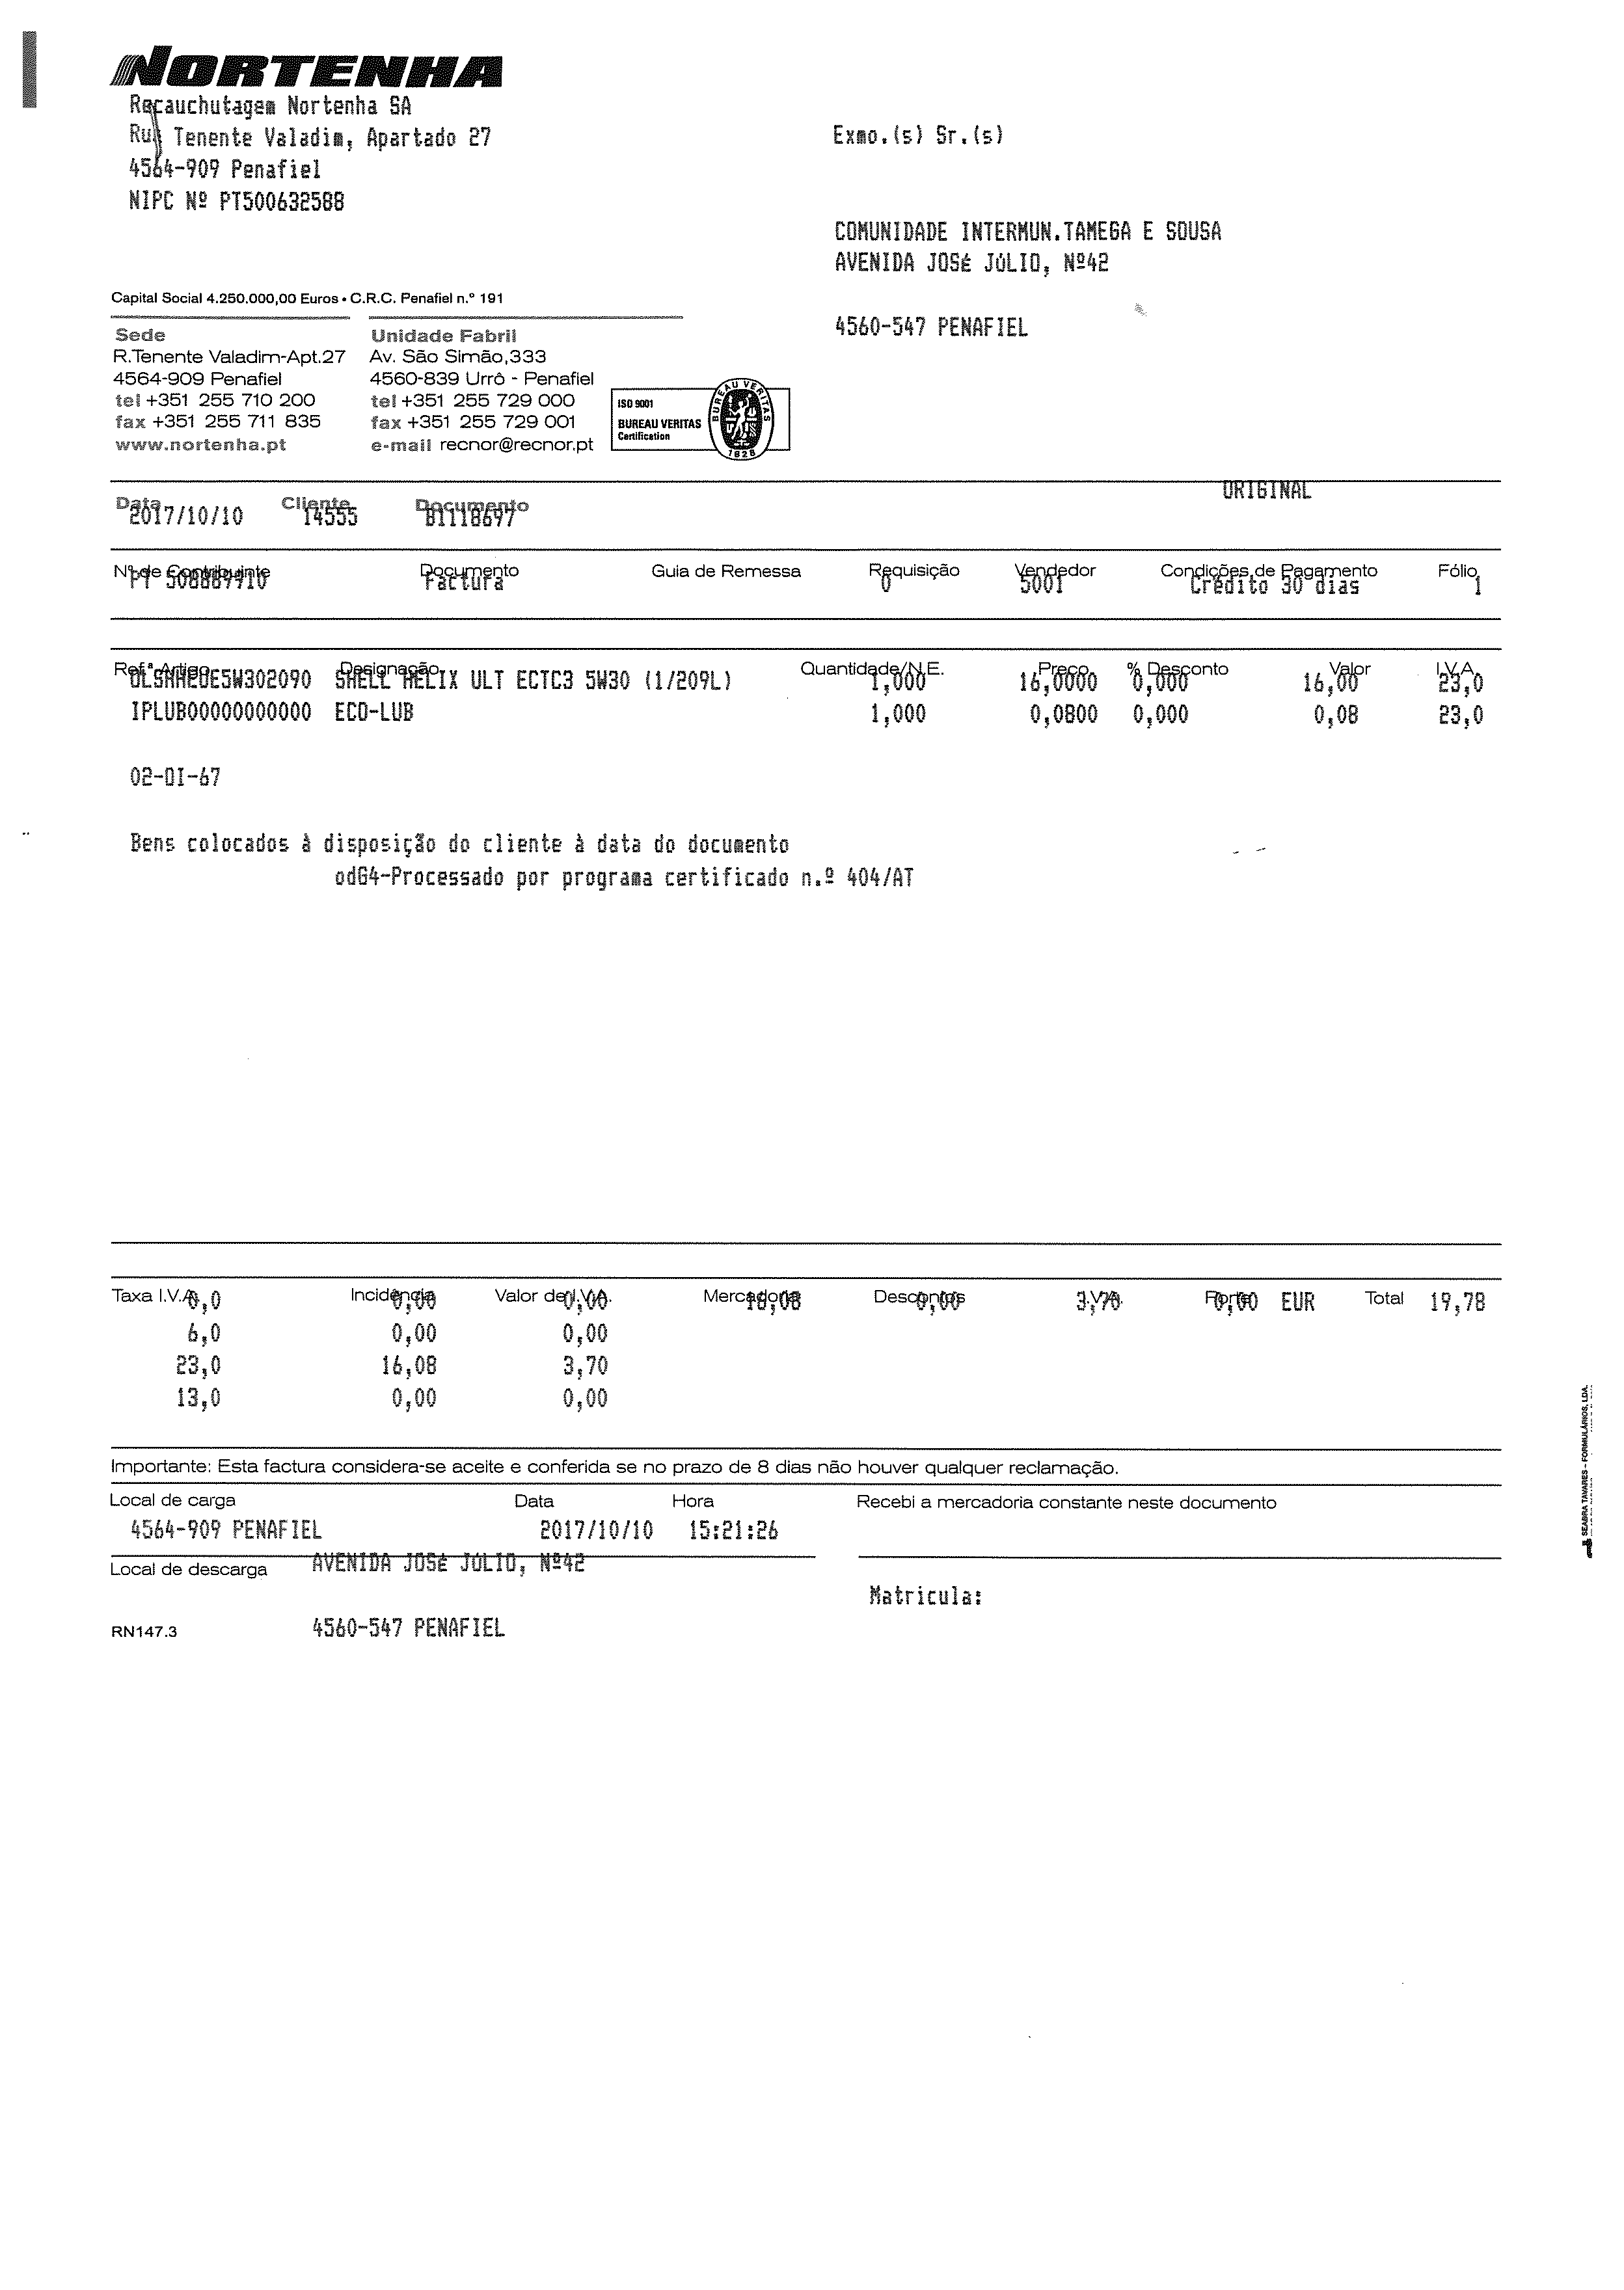 NORTENHA
Recauchutagem Nortenha SA
Rua Tenente Valadim, Apartado 27
4564-909 Penafiel
NIPC Nº PT500632588
Exmo.(s) Sr.(s)
COMUNIDADE INTERMUN.TAMEGA E SOUSA
AVENIDA JOSÉ JÚLIO, Nº42
4560-547 PENAFIEL
Capital Social 4.250.000,00 Euros • C.R.C. Penafiel n.º 191
Sede
R.Tenente Valadim-Apt.27
4564-909 Penafiel
tel +351 255 710 200
fax +351 255 711 835
www.nortenha.pt
Unidade Fabril
Av. São Simão,333
4560-839 Urrô - Penafiel
tel +351 255 729 000
fax +351 255 729 001
e-mail recnor@recnor.pt
ISO 9001
BUREAU VERITAS
Certification
BUREAU VERITAS
1828
ORIGINAL
Data Cliente Documento
2017/10/10 14555 81118697
Nº de Contribuinte Documento Guia de Remessa Requisição Vendedor Condições de Pagamento Fólio
PT 508889910 Factura 0 5001 Crédito 30 dias 1
Ref.ª Artigo Designação Quantidade/N.E. Preço % Desconto Valor I.V.A.
OLSHHEUE5W302090 SHELL HELIX ULT ECTC3 5W30 (1/209L) 1,000 16,0000 0,000 16,00 23,0
IPLUB00000000000 ECO-LUB 1,000 0,0800 0,000 0,08 23,0
02-OI-67
Bens colocados à disposição do cliente à data do documento
odG4-Processado por programa certificado n.º 404/AT
Taxa I.V.A. Incidência Valor de I.V.A. Mercadoria Descontos I.V.A. Porte Total
0,0 0,00 0,00 16,08 0,00 3,70 0,00 EUR 19,78
6,0 0,00 0,00
23,0 16,08 3,70
13,0 0,00 0,00
Importante: Esta factura considera-se aceite e conferida se no prazo de 8 dias não houver qualquer reclamação.
Local de carga Data Hora Recebi a mercadoria constante neste documento
4564-909 PENAFIEL 2017/10/10 15:21:26
Local de descarga AVENIDA JOSÉ JÚLIO, Nº42
Matricula:
RN147.3 4560-547 PENAFIEL
SEABRA TAVARES - FORMULÁRIOS, LDA.